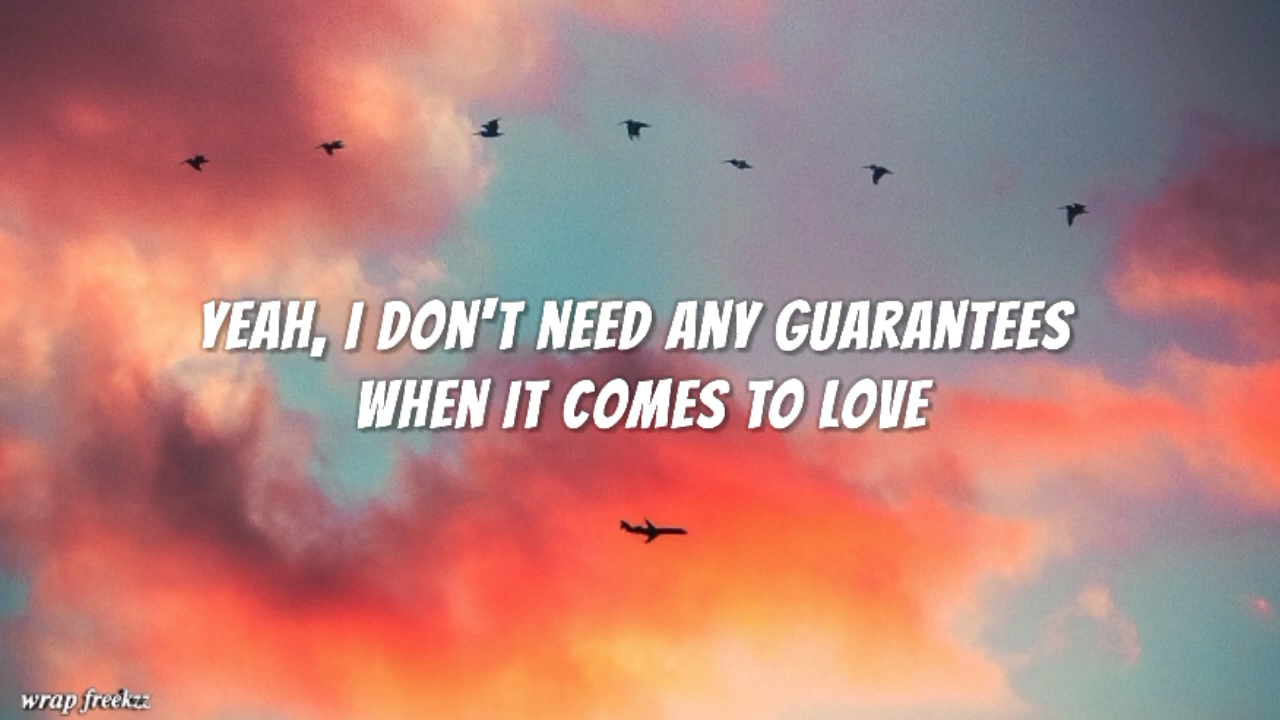 YEAH, I DON'T NEED ANY GUARANTEES
WHEN IT COMES TO LOVE
wrap freekzz